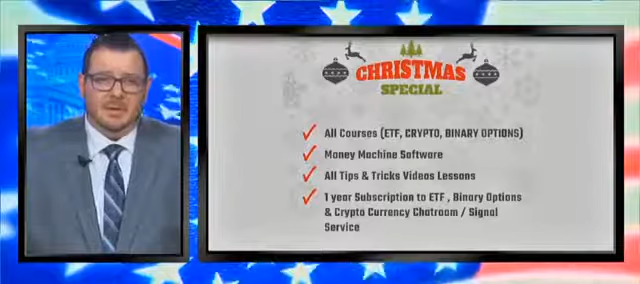 CHRISTMAS
SPECIAL
All Courses (ETF, CRYPTO, BINARY OPTIONS)
Money Machine Software
All Tips & Tricks Videos Lessons
1 year Subscription to ETF , Binary Options
& Crypto Currency Chatroom / Signal
Service